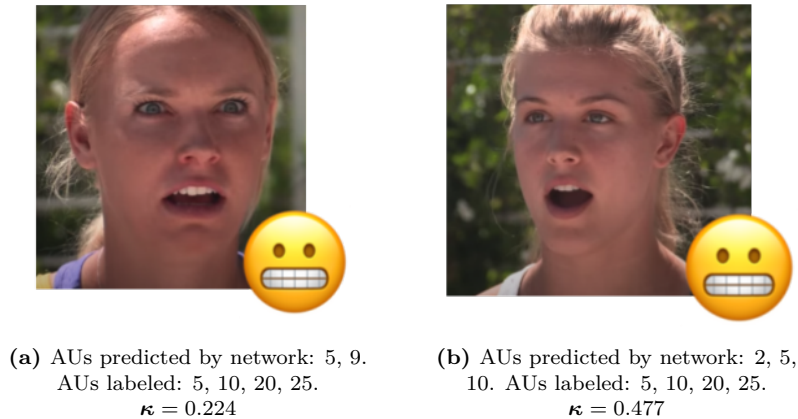 (a) AUs predicted by network: 5, 9.
AUs labeled: 5, 10, 20, 25.
κ = 0.224
(b) AUs predicted by network: 2, 5,
10. AUs labeled: 5, 10, 20, 25.
κ = 0.477